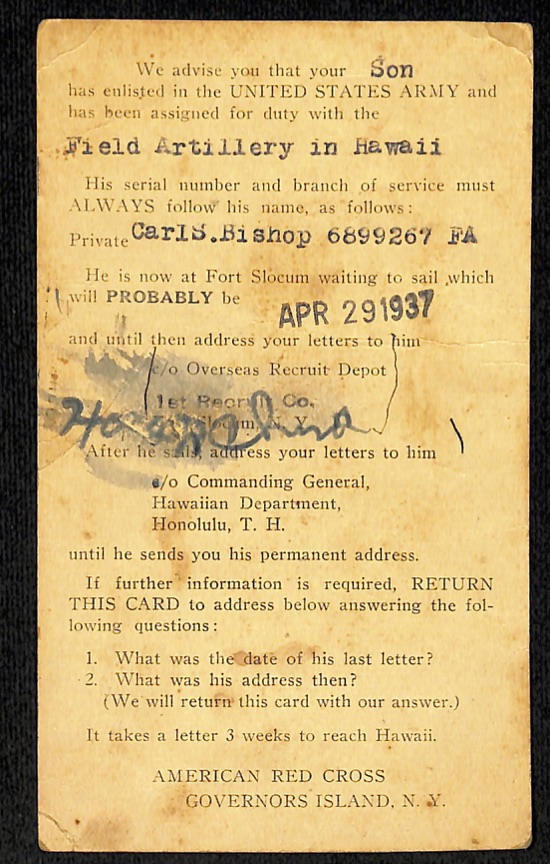 We advise you that your Son
has enlisted in the UNITED STATES ARMY and
has been assigned for duty with the
Field Artillery in Hawaii
His serial number and branch of service must
ALWAYS follow his name, as follows:
Private CarlS.Bishop 6899267 FA
He is now at Fort Slocum waiting to sail which
will PROBABLY be
APR 29 1937
and until then address your letters to him
c/o Overseas Recruit Depot
1st Recruit Co.
Slocum, N. Y.
After he sails, address your letters to him
c/o Commanding General,
Hawaiian Department,
Honolulu, T. H.
until he sends you his permanent address.
If further information is required, RETURN
THIS CARD to address below answering the fol-
lowing questions:
1. What was the date of his last letter?
2. What was his address then?
(We will return this card with our answer.)
It takes a letter 3 weeks to reach Hawaii.
AMERICAN RED CROSS
GOVERNORS ISLAND, N. Y.